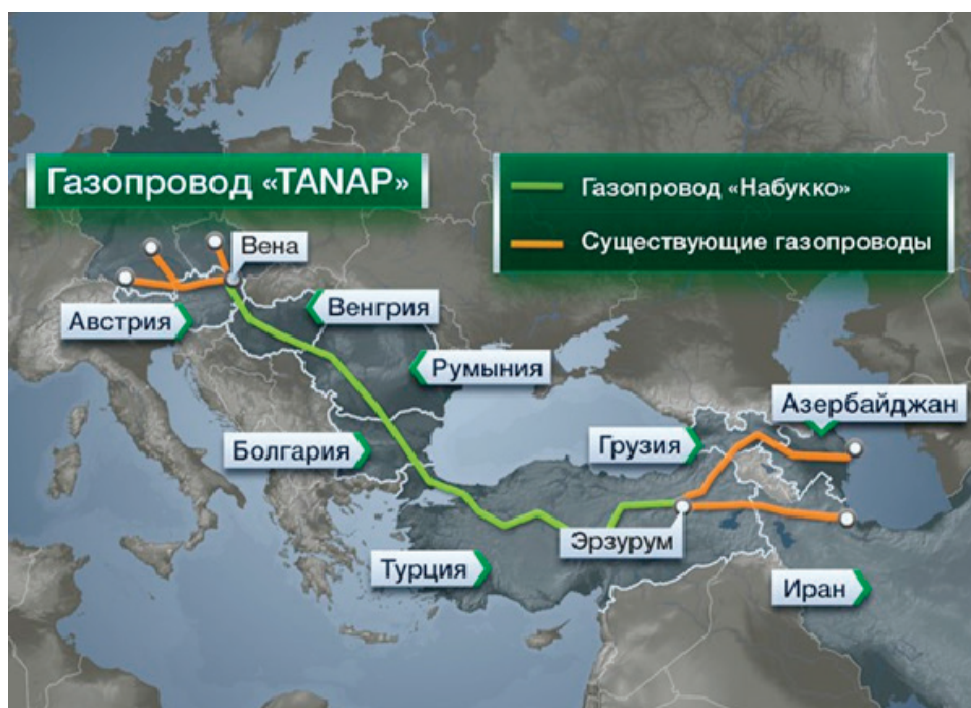 Газопровод «TANAP»
Газопровод «Набукко»
Существующие газопроводы
Вена
Австрия
Венгрия
Румыния
Азербайджан
Болгария
Грузия
Эрзурум
Турция
Иран